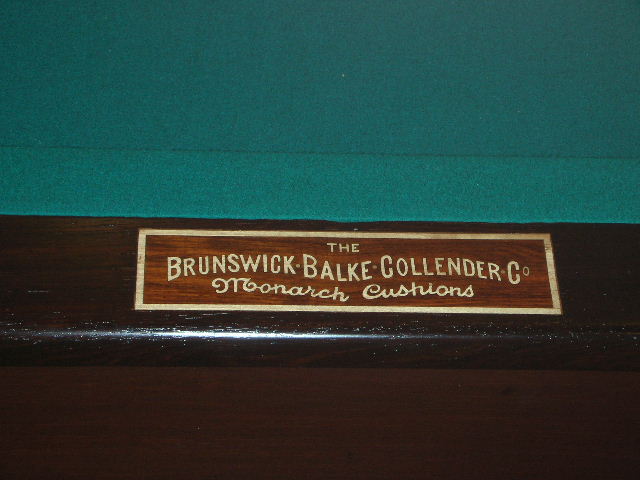 THE
BRUNSWICK·BALKE·COLLENDER·Co
Monarch Cushions